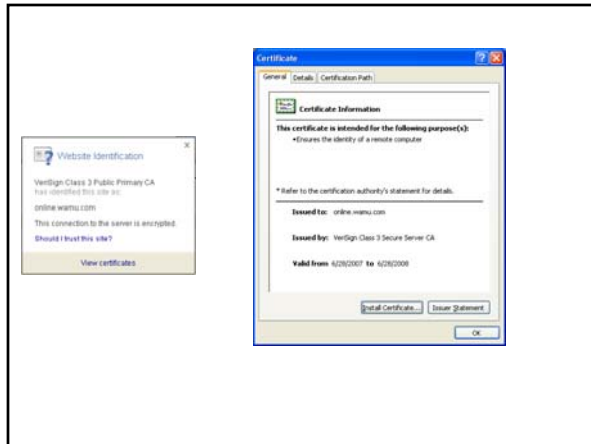 Website Identification
VeriSign Class 3 Public Primary CA
has identified this site as:
online.wamu.com
This connection to the server is encrypted.
Should I trust this site?
View certificates
Certificate
General Details Certification Path
Certificate Information
This certificate is intended for the following purpose(s):
•Ensures the identity of a remote computer
* Refer to the certification authority's statement for details.
Issued to: online.wamu.com
Issued by: VeriSign Class 3 Secure Server CA
Valid from 6/28/2007 to 6/28/2008
Install Certificate... Issuer Statement
OK